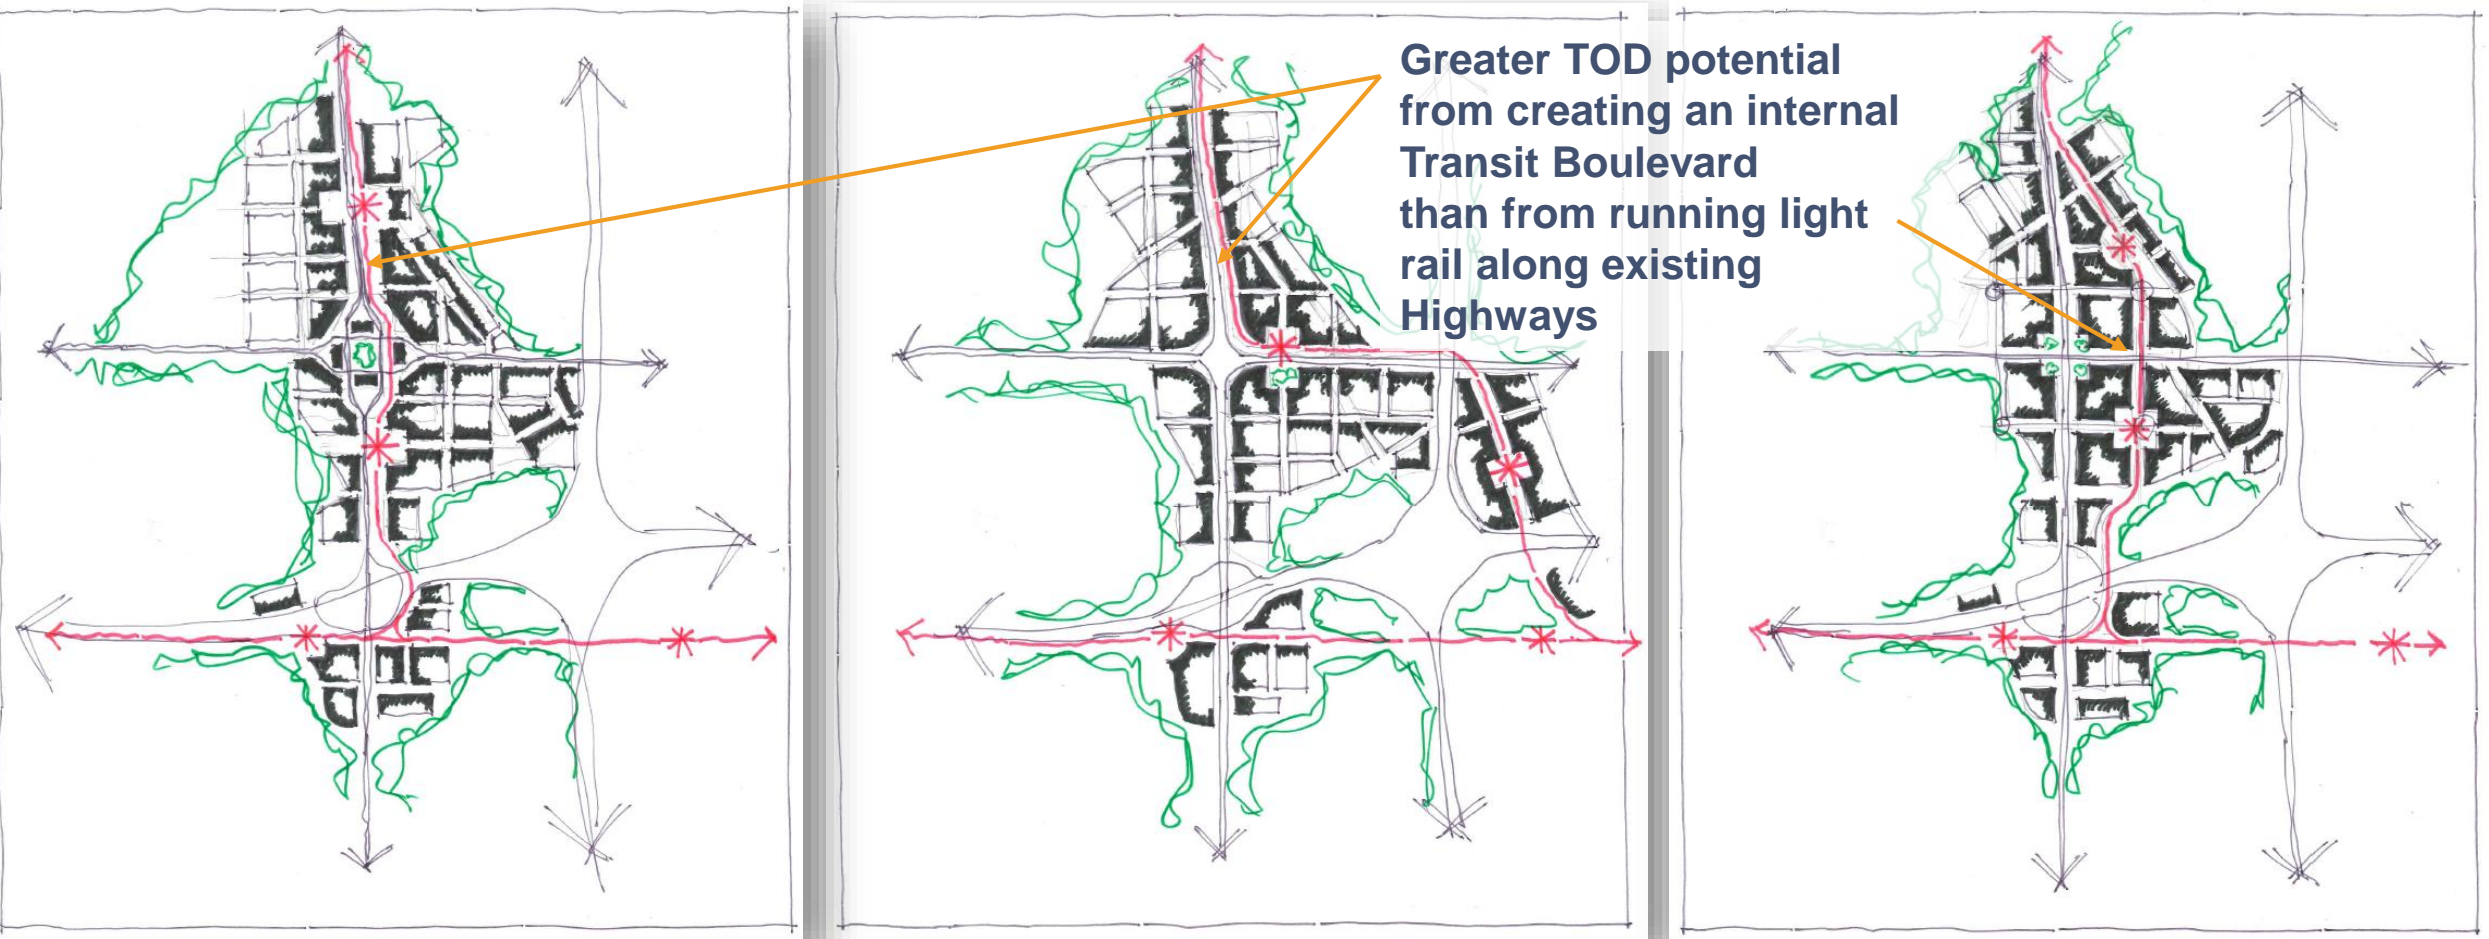 Greater TOD potential
from creating an internal
Transit Boulevard
than from running light
rail along existing
Highways